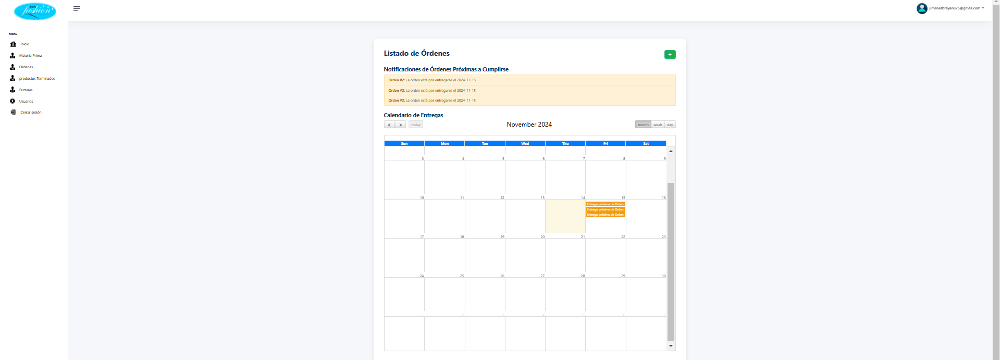 fashion
jimenezbrayan825@gmail.com
Menu
Inicio
Materia Prima
Ordenes
productos Terminados
Facturas
Usuarios
Cerrar sesión
Listado de Órdenes
+
Notificaciones de Órdenes Próximas a Cumplirse
Orden #2: La orden está por entregarse el 2024-11-15
Orden #2: La orden está por entregarse el 2024-11-15
Orden #2: La orden está por entregarse el 2024-11-15
Calendario de Entregas
today
November 2024
month week day
Sun Mon Tue Wed Thu Fri Sat
3 4 5 6 7 8 9
10 11 12 13 14 15 16
Entrega próxima de Orden
Entrega próxima de Orden
Entrega próxima de Orden
17 18 19 20 21 22 23
24 25 26 27 28 29 30
1 2 3 4 5 6 7